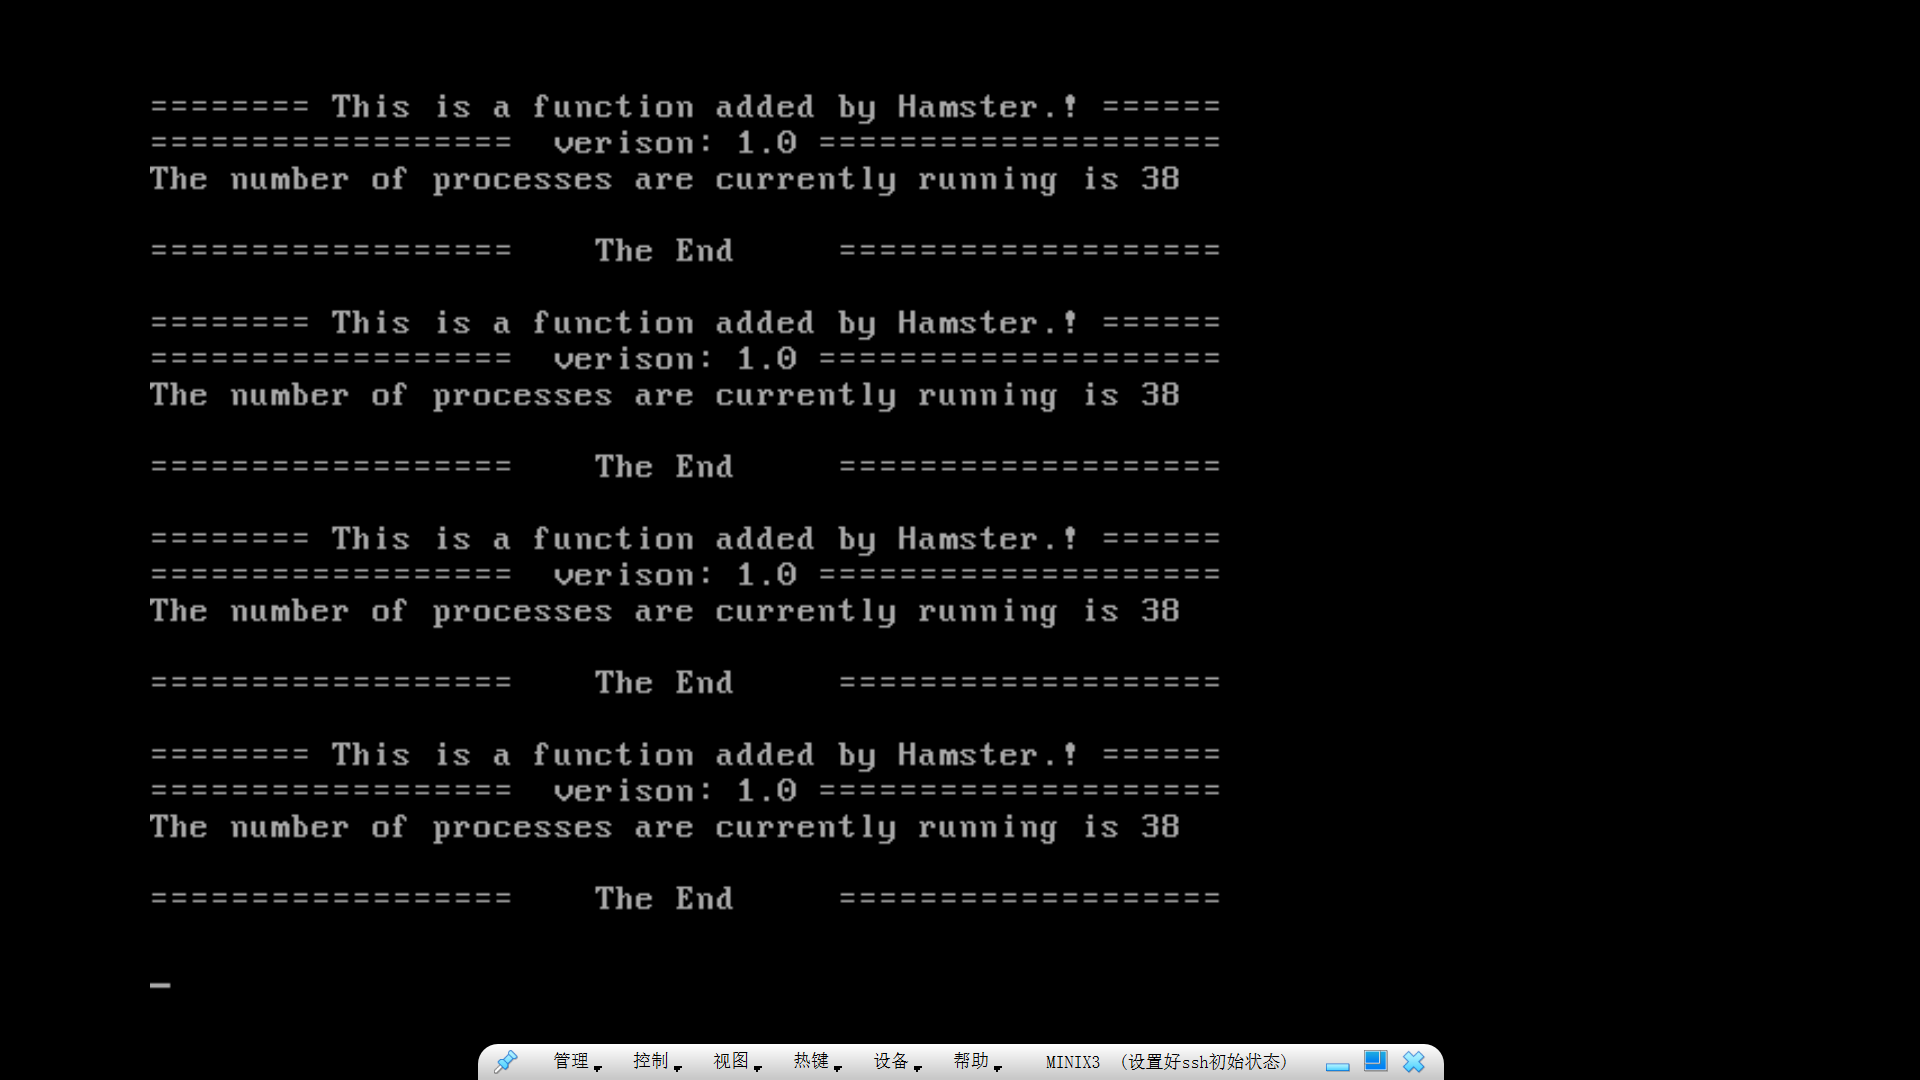 ======== This is a function added by Hamster.! ======
==================  verison: 1.0 ====================
The number of processes are currently running is 38
==================    The End     ===================
======== This is a function added by Hamster.! ======
==================  verison: 1.0 ====================
The number of processes are currently running is 38
==================    The End     ===================
======== This is a function added by Hamster.! ======
==================  verison: 1.0 ====================
The number of processes are currently running is 38
==================    The End     ===================
======== This is a function added by Hamster.! ======
==================  verison: 1.0 ====================
The number of processes are currently running is 38
==================    The End     ===================
_
管理 控制 视图 热键 设备 帮助 MINIX3 (设置好ssh初始状态)